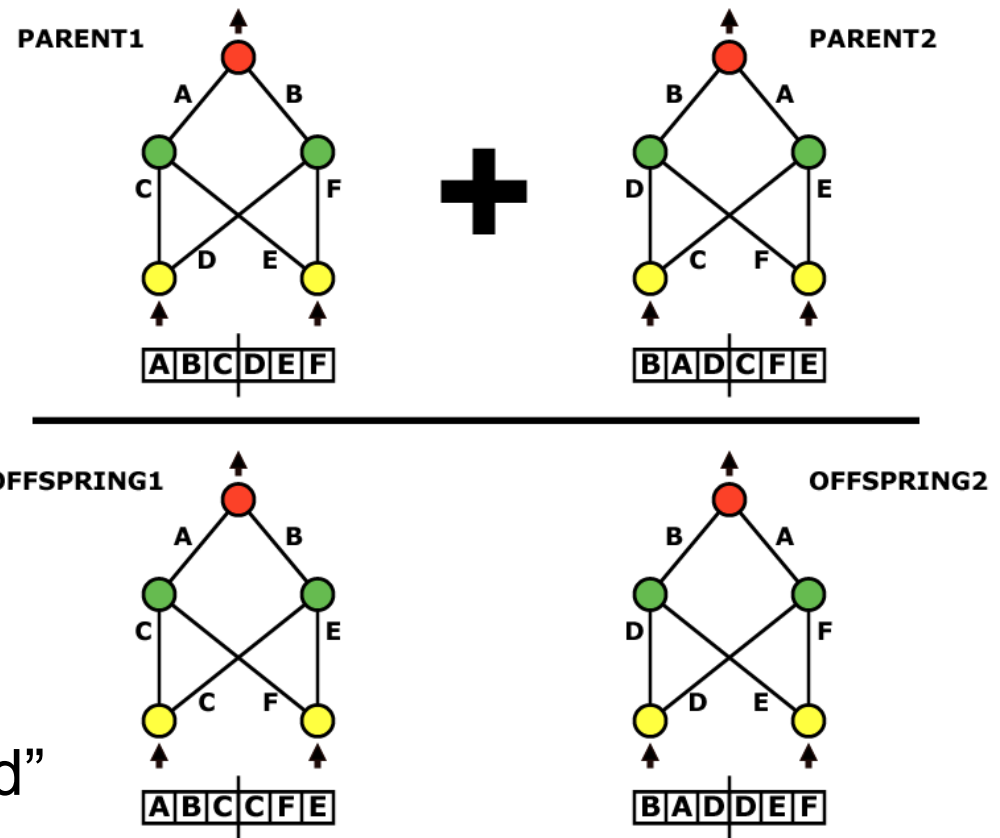 PARENT1
PARENT2
A B
B A
C F
D E
D E
C F
ABCDEF
BADCFE
OFFSPRING1
OFFSPRING2
A B
B A
C E
D F
C F
D E
d”
ABCCFE
BADDEF